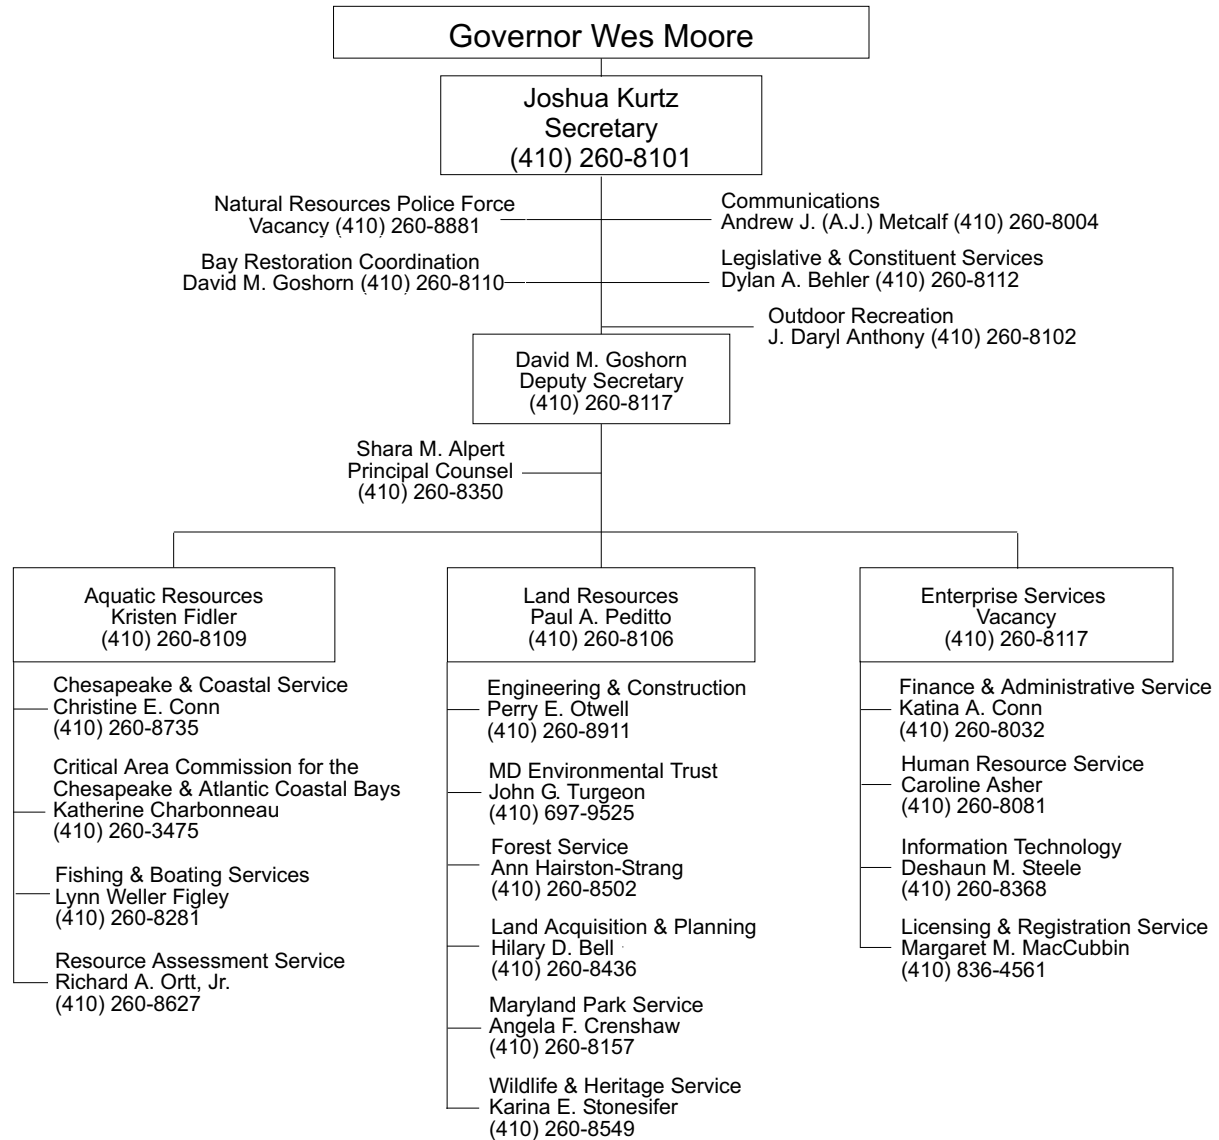 Governor Wes Moore
Joshua Kurtz
Secretary
(410) 260-8101
Natural Resources Police Force
Vacancy (410) 260-8881
Communications
Andrew J. (A.J.) Metcalf (410) 260-8004
Bay Restoration Coordination
David M. Goshorn (410) 260-8110
Legislative & Constituent Services
Dylan A. Behler (410) 260-8112
Outdoor Recreation
J. Daryl Anthony (410) 260-8102
David M. Goshorn
Deputy Secretary
(410) 260-8117
Shara M. Alpert
Principal Counsel
(410) 260-8350
Aquatic Resources
Kristen Fidler
(410) 260-8109
Chesapeake & Coastal Service
Christine E. Conn
(410) 260-8735
Critical Area Commission for the
Chesapeake & Atlantic Coastal Bays
Katherine Charbonneau
(410) 260-3475
Fishing & Boating Services
Lynn Weller Figley
(410) 260-8281
Resource Assessment Service
Richard A. Ortt, Jr.
(410) 260-8627
Land Resources
Paul A. Peditto
(410) 260-8106
Engineering & Construction
Perry E. Otwell
(410) 260-8911
MD Environmental Trust
John G. Turgeon
(410) 697-9525
Forest Service
Ann Hairston-Strang
(410) 260-8502
Land Acquisition & Planning
Hilary D. Bell
(410) 260-8436
Maryland Park Service
Angela F. Crenshaw
(410) 260-8157
Wildlife & Heritage Service
Karina E. Stonesifer
(410) 260-8549
Enterprise Services
Vacancy
(410) 260-8117
Finance & Administrative Service
Katina A. Conn
(410) 260-8032
Human Resource Service
Caroline Asher
(410) 260-8081
Information Technology
Deshaun M. Steele
(410) 260-8368
Licensing & Registration Service
Margaret M. MacCubbin
(410) 836-4561